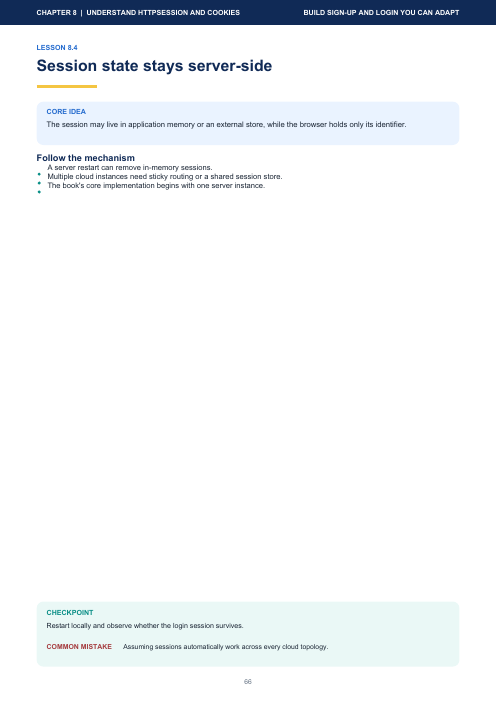 CHAPTER 8 | UNDERSTAND HTTPSESSION AND COOKIES
BUILD SIGN-UP AND LOGIN YOU CAN ADAPT
LESSON 8.4
Session state stays server-side
CORE IDEA
The session may live in application memory or an external store, while the browser holds only its identifier.
Follow the mechanism
A server restart can remove in-memory sessions.
Multiple cloud instances need sticky routing or a shared session store.
The book's core implementation begins with one server instance.
CHECKPOINT
Restart locally and observe whether the login session survives.
COMMON MISTAKE Assuming sessions automatically work across every cloud topology.
66